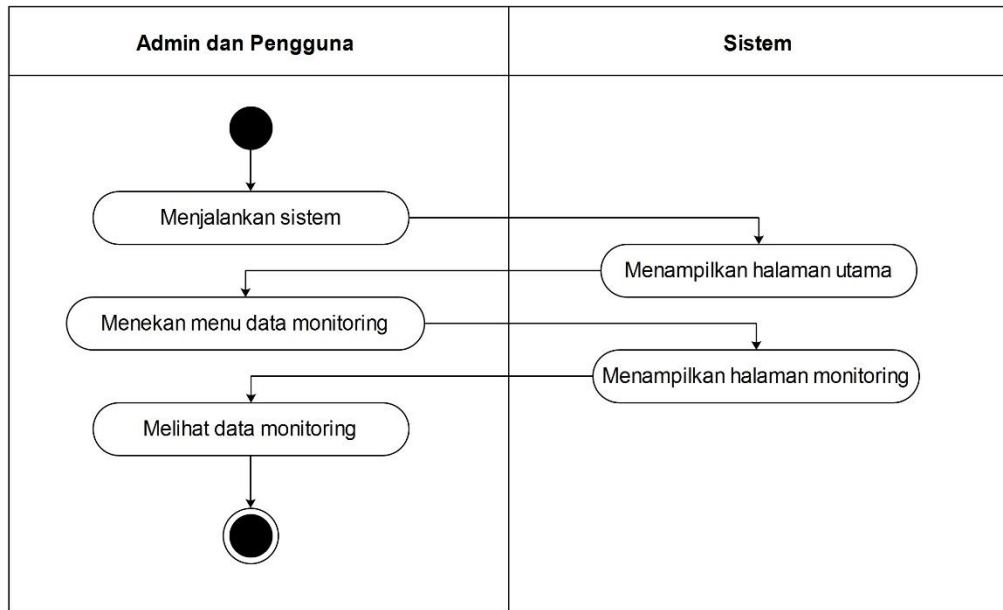 Admin dan Pengguna
Sistem
Menjalankan sistem
Menampilkan halaman utama
Menekan menu data monitoring
Menampilkan halaman monitoring
Melihat data monitoring